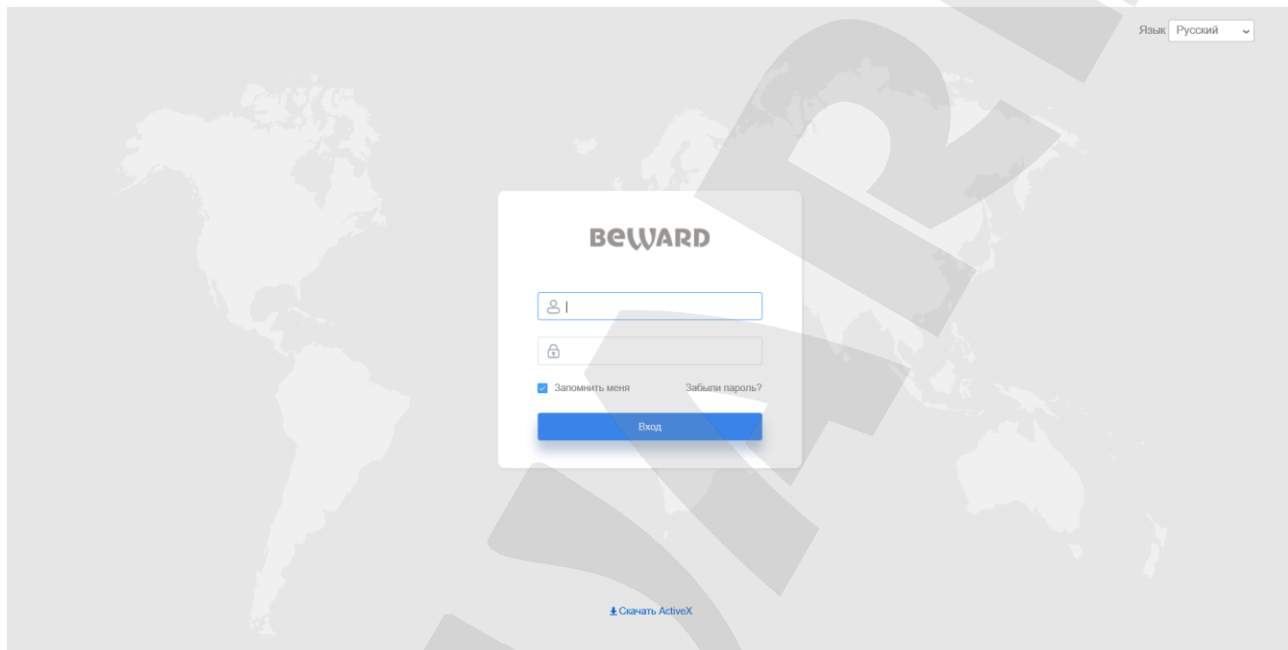 Язык Русский
BEWARD
Запомнить меня Забыли пароль?
Вход
Скачать ActiveX